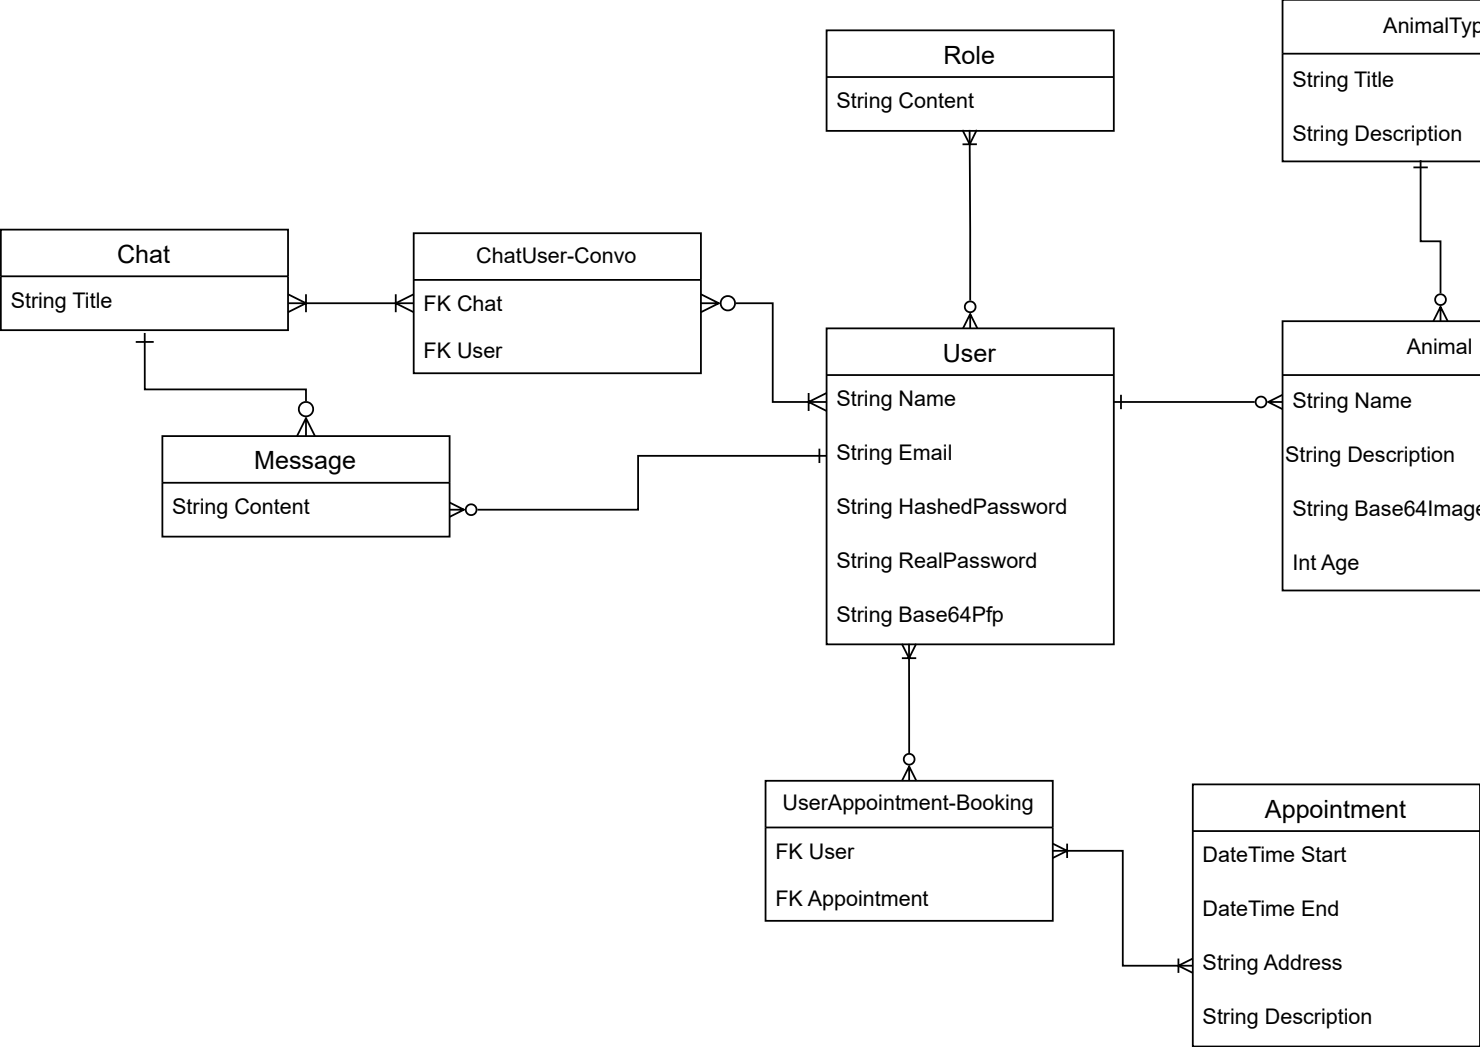 Role
String Content
AnimalTyp
String Title
String Description
Chat
String Title
ChatUser-Convo
FK Chat
FK User
Message
String Content
User
String Name
String Email
String HashedPassword
String RealPassword
String Base64Pfp
Animal
String Name
String Description
String Base64Image
Int Age
UserAppointment-Booking
FK User
FK Appointment
Appointment
DateTime Start
DateTime End
String Address
String Description